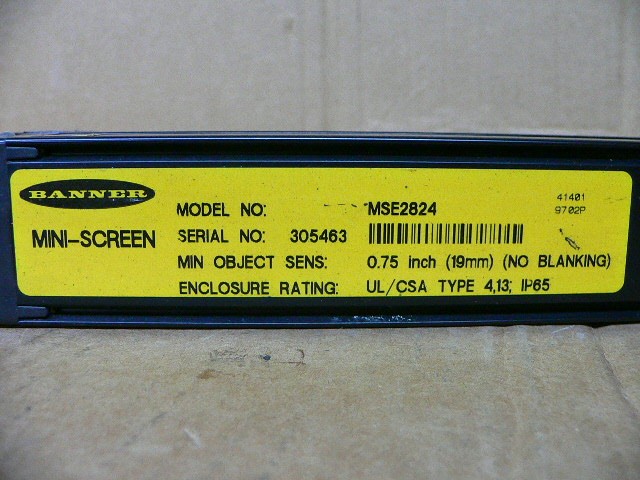 BANNER
MINI-SCREEN
MODEL NO: MSE2824
SERIAL NO: 305463
MIN OBJECT SENS: 0.75 inch (19mm) (NO BLANKING)
ENCLOSURE RATING: UL/CSA TYPE 4,13; IP65
41401
9702P